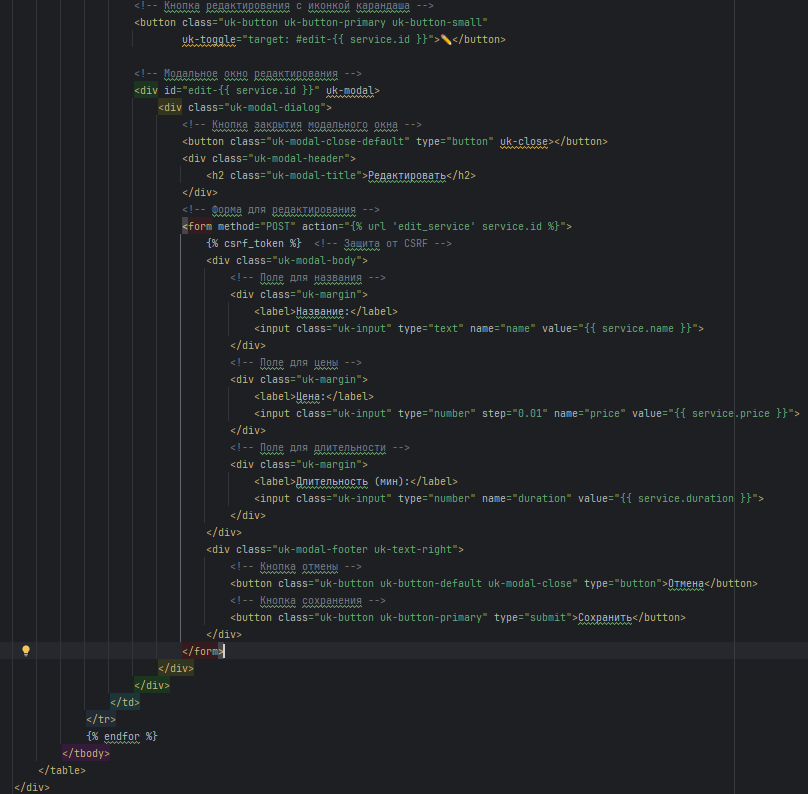 <!-- Кнопка редактирования с иконкой карандаша -->
<button class="uk-button uk-button-primary uk-button-small"
uk-toggle="target: #edit-{{ service.id }}">✏️</button>
<!-- Модальное окно редактирования -->
<div id="edit-{{ service.id }}" uk-modal>
<div class="uk-modal-dialog">
<!-- Кнопка закрытия модального окна -->
<button class="uk-modal-close-default" type="button" uk-close></button>
<div class="uk-modal-header">
<h2 class="uk-modal-title">Редактировать</h2>
</div>
<!-- Форма для редактирования -->
<form method="POST" action="{% url 'edit_service' service.id %}">
{% csrf_token %}  <!-- Защита от CSRF -->
<div class="uk-modal-body">
<!-- Поле для названия -->
<div class="uk-margin">
<label>Название:</label>
<input class="uk-input" type="text" name="name" value="{{ service.name }}">
</div>
<!-- Поле для цены -->
<div class="uk-margin">
<label>Цена:</label>
<input class="uk-input" type="number" step="0.01" name="price" value="{{ service.price }}">
</div>
<!-- Поле для длительности -->
<div class="uk-margin">
<label>Длительность (мин):</label>
<input class="uk-input" type="number" name="duration" value="{{ service.duration }}">
</div>
</div>
<div class="uk-modal-footer uk-text-right">
<!-- Кнопка отмены -->
<button class="uk-button uk-button-default uk-modal-close" type="button">Отмена</button>
<!-- Кнопка сохранения -->
<button class="uk-button uk-button-primary" type="submit">Сохранить</button>
</div>
</form>
</div>
</div>
</td>
</tr>
{% endfor %}
</tbody>
</table>
</div>